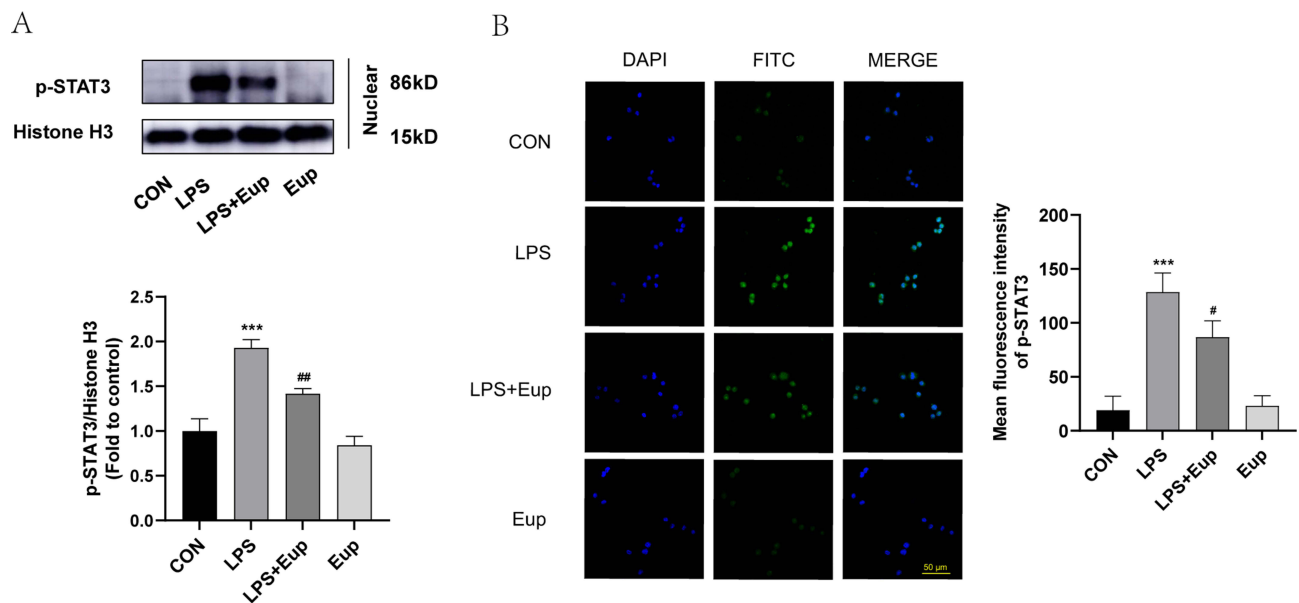 A
p-STAT3
86kD
Histone H3
15kD
Nuclear
CON
LPS
LPS+Eup
Eup
p-STAT3/Histone H3
(Fold to control)
2.5
2.0
1.5
1.0
0.5
0.0
***
##
CON
LPS
LPS+Eup
Eup
B
DAPI
FITC
MERGE
CON
LPS
LPS+Eup
Eup
50 μm
Mean fluorescence intensity
of p-STAT3
200
150
100
50
0
***
#
CON
LPS
LPS+Eup
Eup